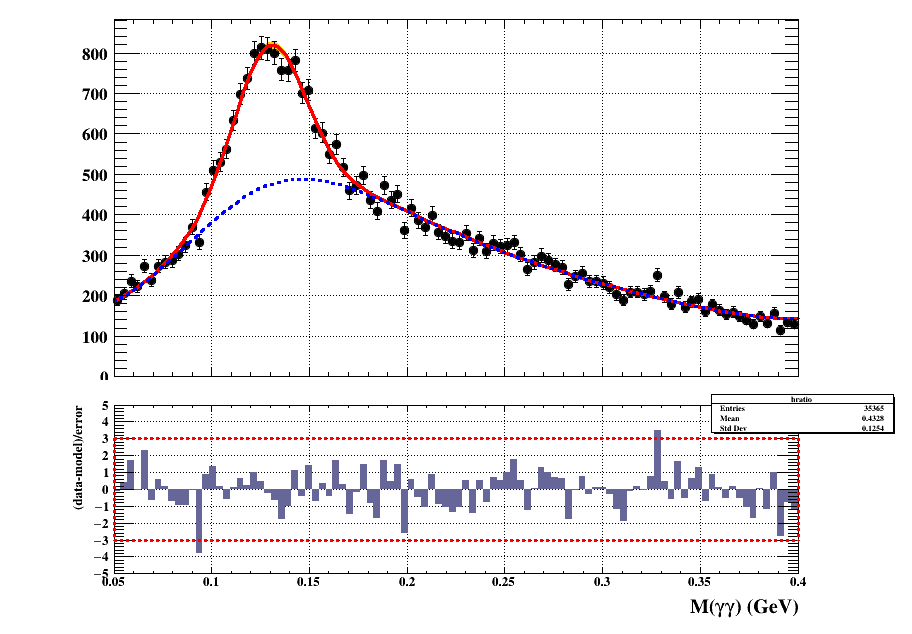 800
700
600
500
400
300
200
100
0
hratio
Entries 35365
Mean 0.4328
Std Dev 0.1254
(data-model)/error
5
4
3
2
1
0
−1
−2
−3
−4
−5
0.05 0.1 0.15 0.2 0.25 0.3 0.35 0.4
M(γγ) (GeV)